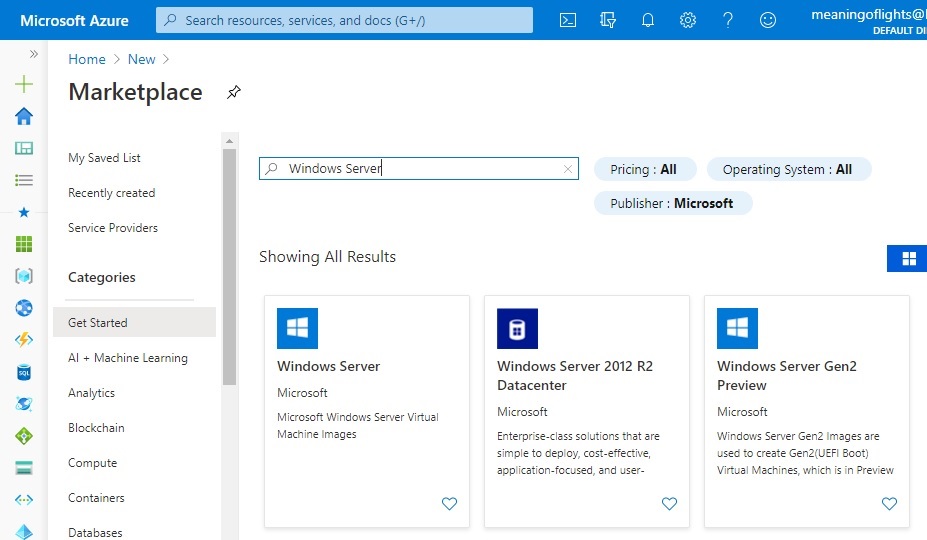 Microsoft Azure
Search resources, services, and docs (G+/)
meaningoflights@
DEFAULT DI
Home > New >
Marketplace
My Saved List
Recently created
Service Providers
Categories
Get Started
AI + Machine Learning
Analytics
Blockchain
Compute
Containers
Databases
Windows Server
Pricing : All
Operating System : All
Publisher : Microsoft
Showing All Results
Windows Server
Microsoft
Microsoft Windows Server Virtual
Machine Images
Windows Server 2012 R2
Datacenter
Microsoft
Enterprise-class solutions that are
simple to deploy, cost-effective,
application-focused, and user-
Windows Server Gen2
Preview
Microsoft
Windows Server Gen2 Images are
used to create Gen2(UEFI Boot)
Virtual Machines, which is in Preview
SQL